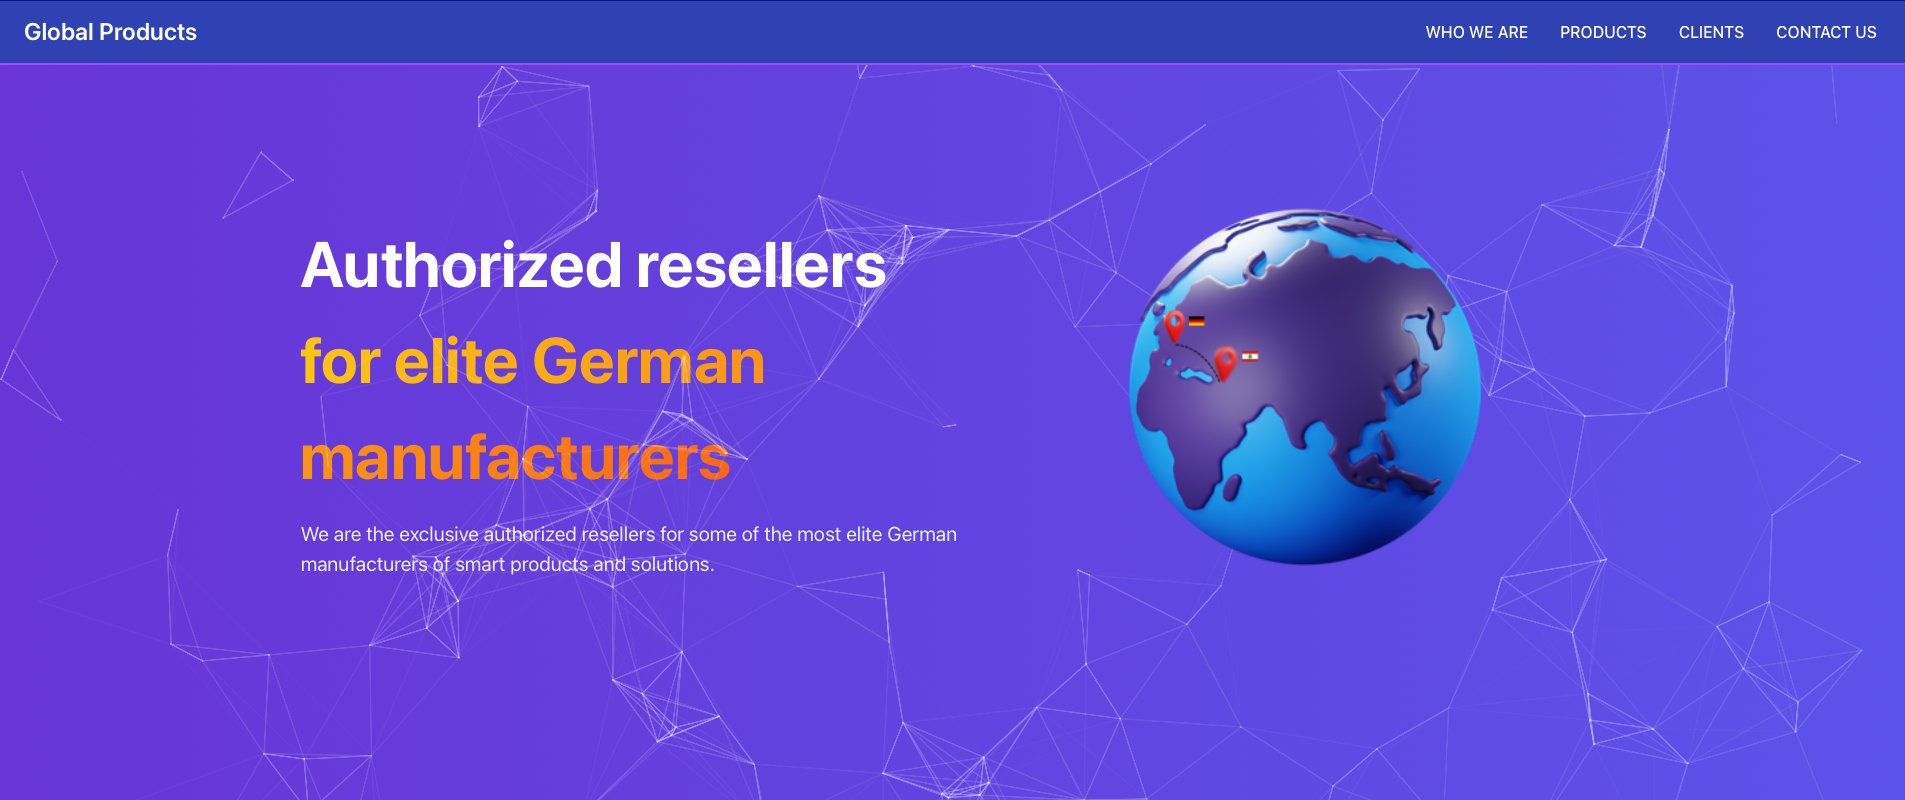 Global Products
WHO WE ARE
PRODUCTS
CLIENTS
CONTACT US
Authorized resellers
for elite German
manufacturers
We are the exclusive authorized resellers for some of the most elite German
manufacturers of smart products and solutions.